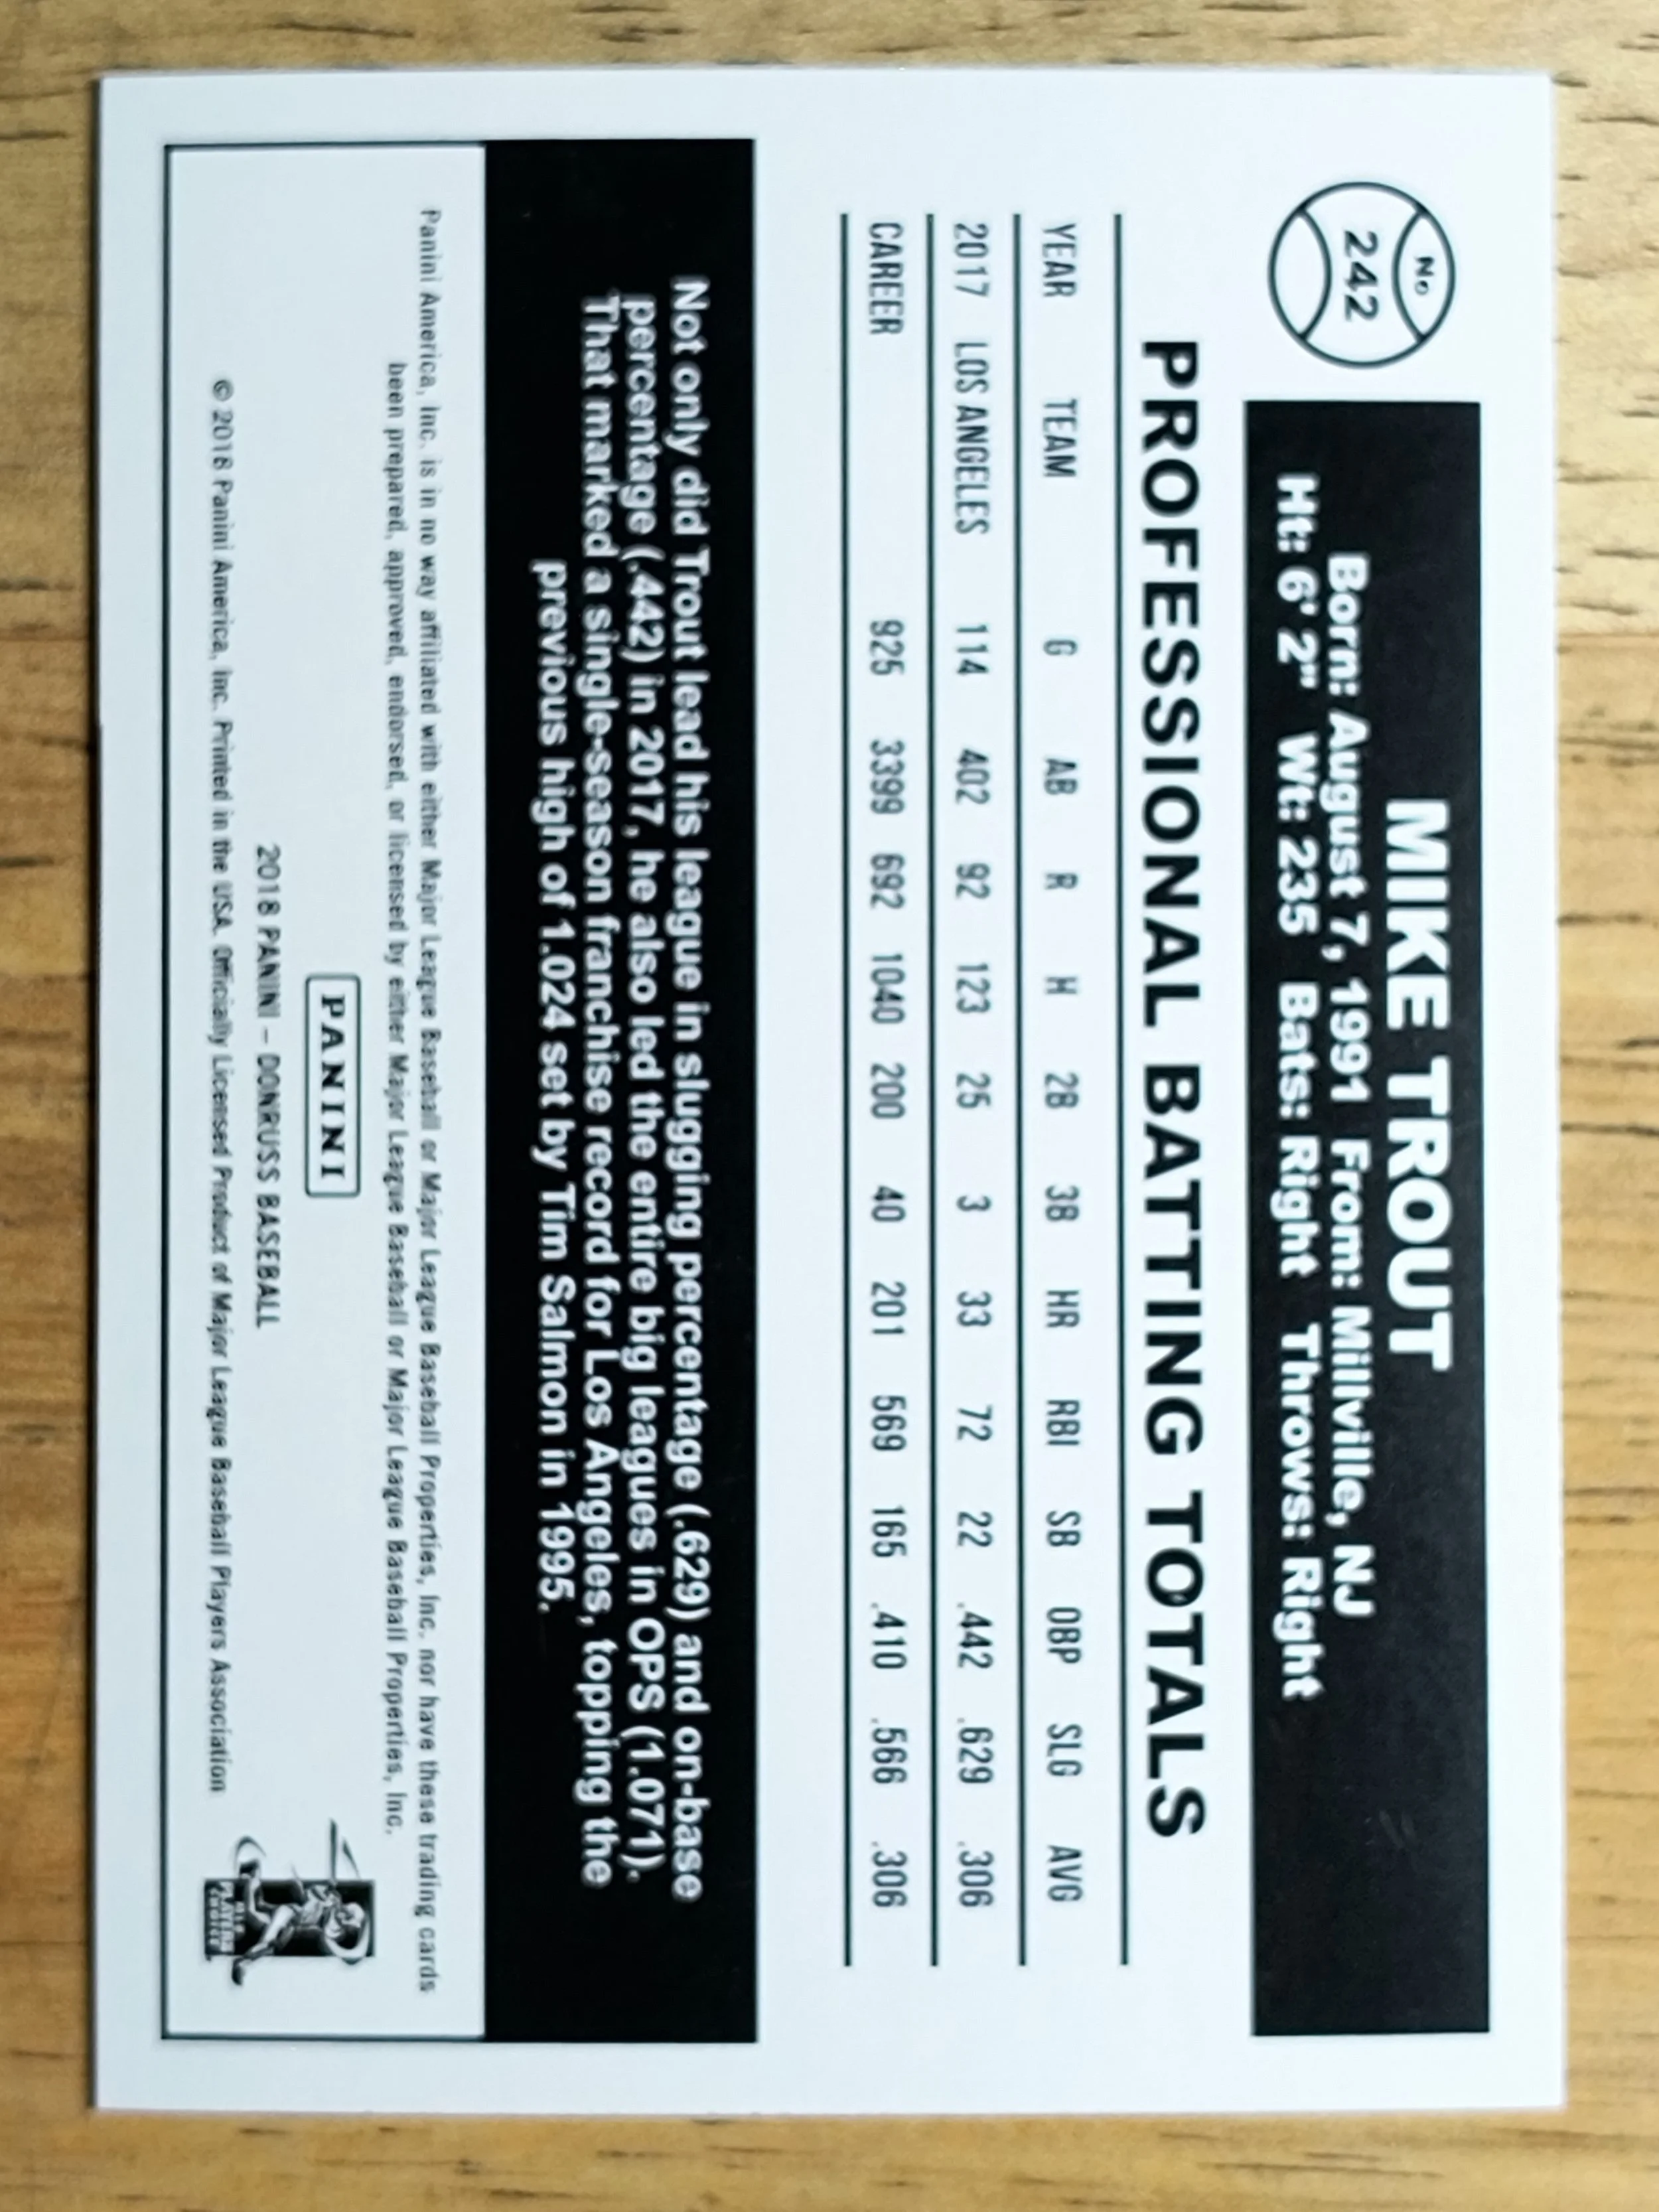 No
242
MIKE TROUT
Born: August 7, 1991 From: Millville, NJ
Ht: 6' 2" Wt: 235 Bats: Right Throws: Right
PROFESSIONAL BATTING TOTALS
YEAR TEAM G AB R H 2B 3B HR RBI SB OBP SLG AVG
2017 LOS ANGELES 114 402 92 123 25 3 33 72 22 .442 .629 .306
CAREER 925 3399 692 1040 200 40 201 569 165 .410 .566 .306
Not only did Trout lead his league in slugging percentage (.629) and on-base
percentage (.442) in 2017, he also led the entire big leagues in OPS (1.071).
That marked a single-season franchise record for Los Angeles, topping the
previous high of 1.024 set by Tim Salmon in 1995.
Panini America, Inc. is in no way affiliated with either Major League Baseball or Major League Baseball Properties, Inc. nor have these trading cards
been prepared, approved, endorsed, or licensed by either Major League Baseball or Major League Baseball Properties, Inc.
PANINI
2018 PANINI – DONRUSS BASEBALL
© 2018 Panini America, Inc. Printed in the USA. Officially Licensed Product of Major League Baseball Players Association
PLAYERS
CHOICE